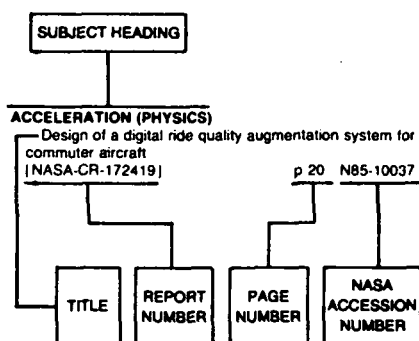 SUBJECT HEADING
ACCELERATION (PHYSICS)
Design of a digital ride quality augmentation system for
commuter aircraft
[NASA-CR-172419] p 20 N85-10037
TITLE
REPORT
NUMBER
PAGE
NUMBER
NASA
ACCESSION
NUMBER